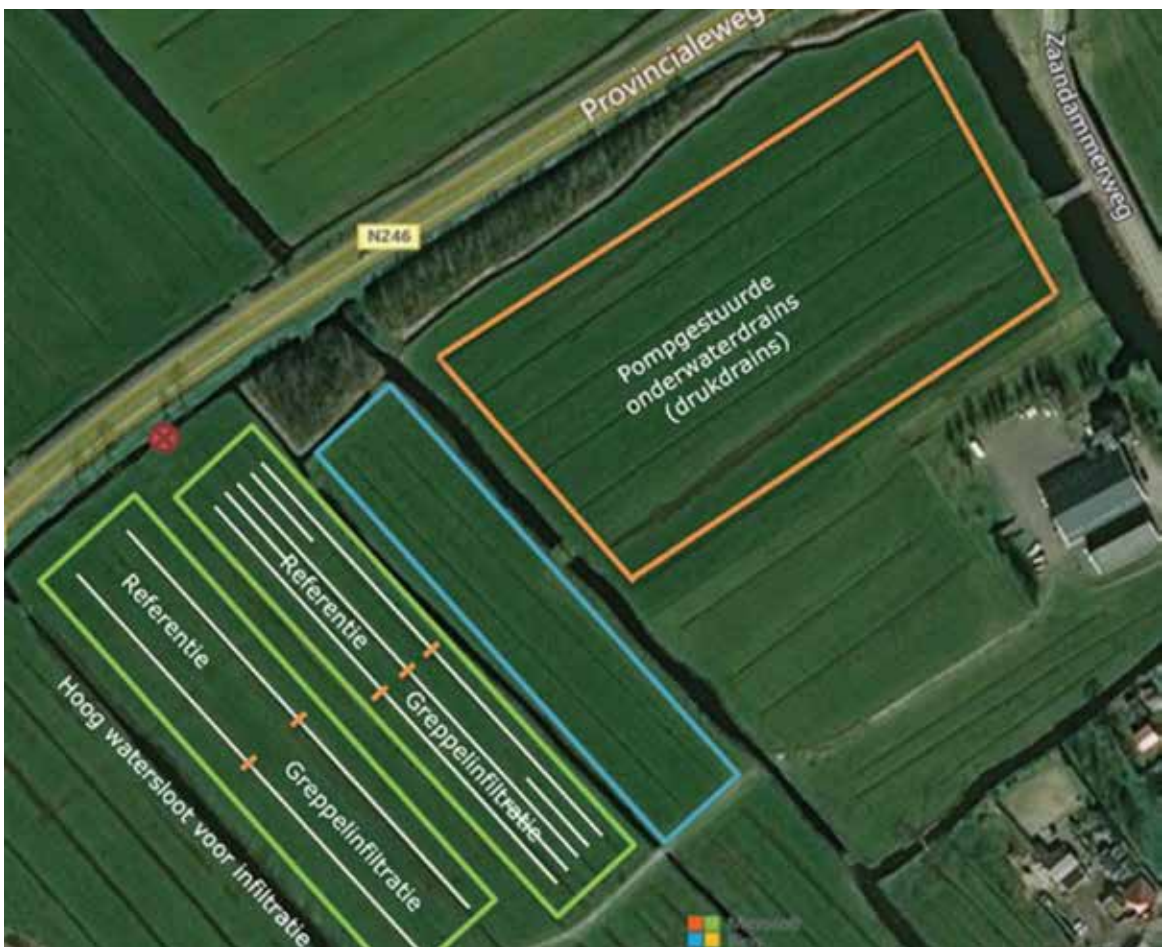 Provincialeweg
Zaandammerweg
N246
Pompgestuurde
onderwaterdrains
(drukdrains)
Referentie
Greppelinfiltratie
Referentie
Greppelinfiltratie
Hoog watersloot voor infiltratie